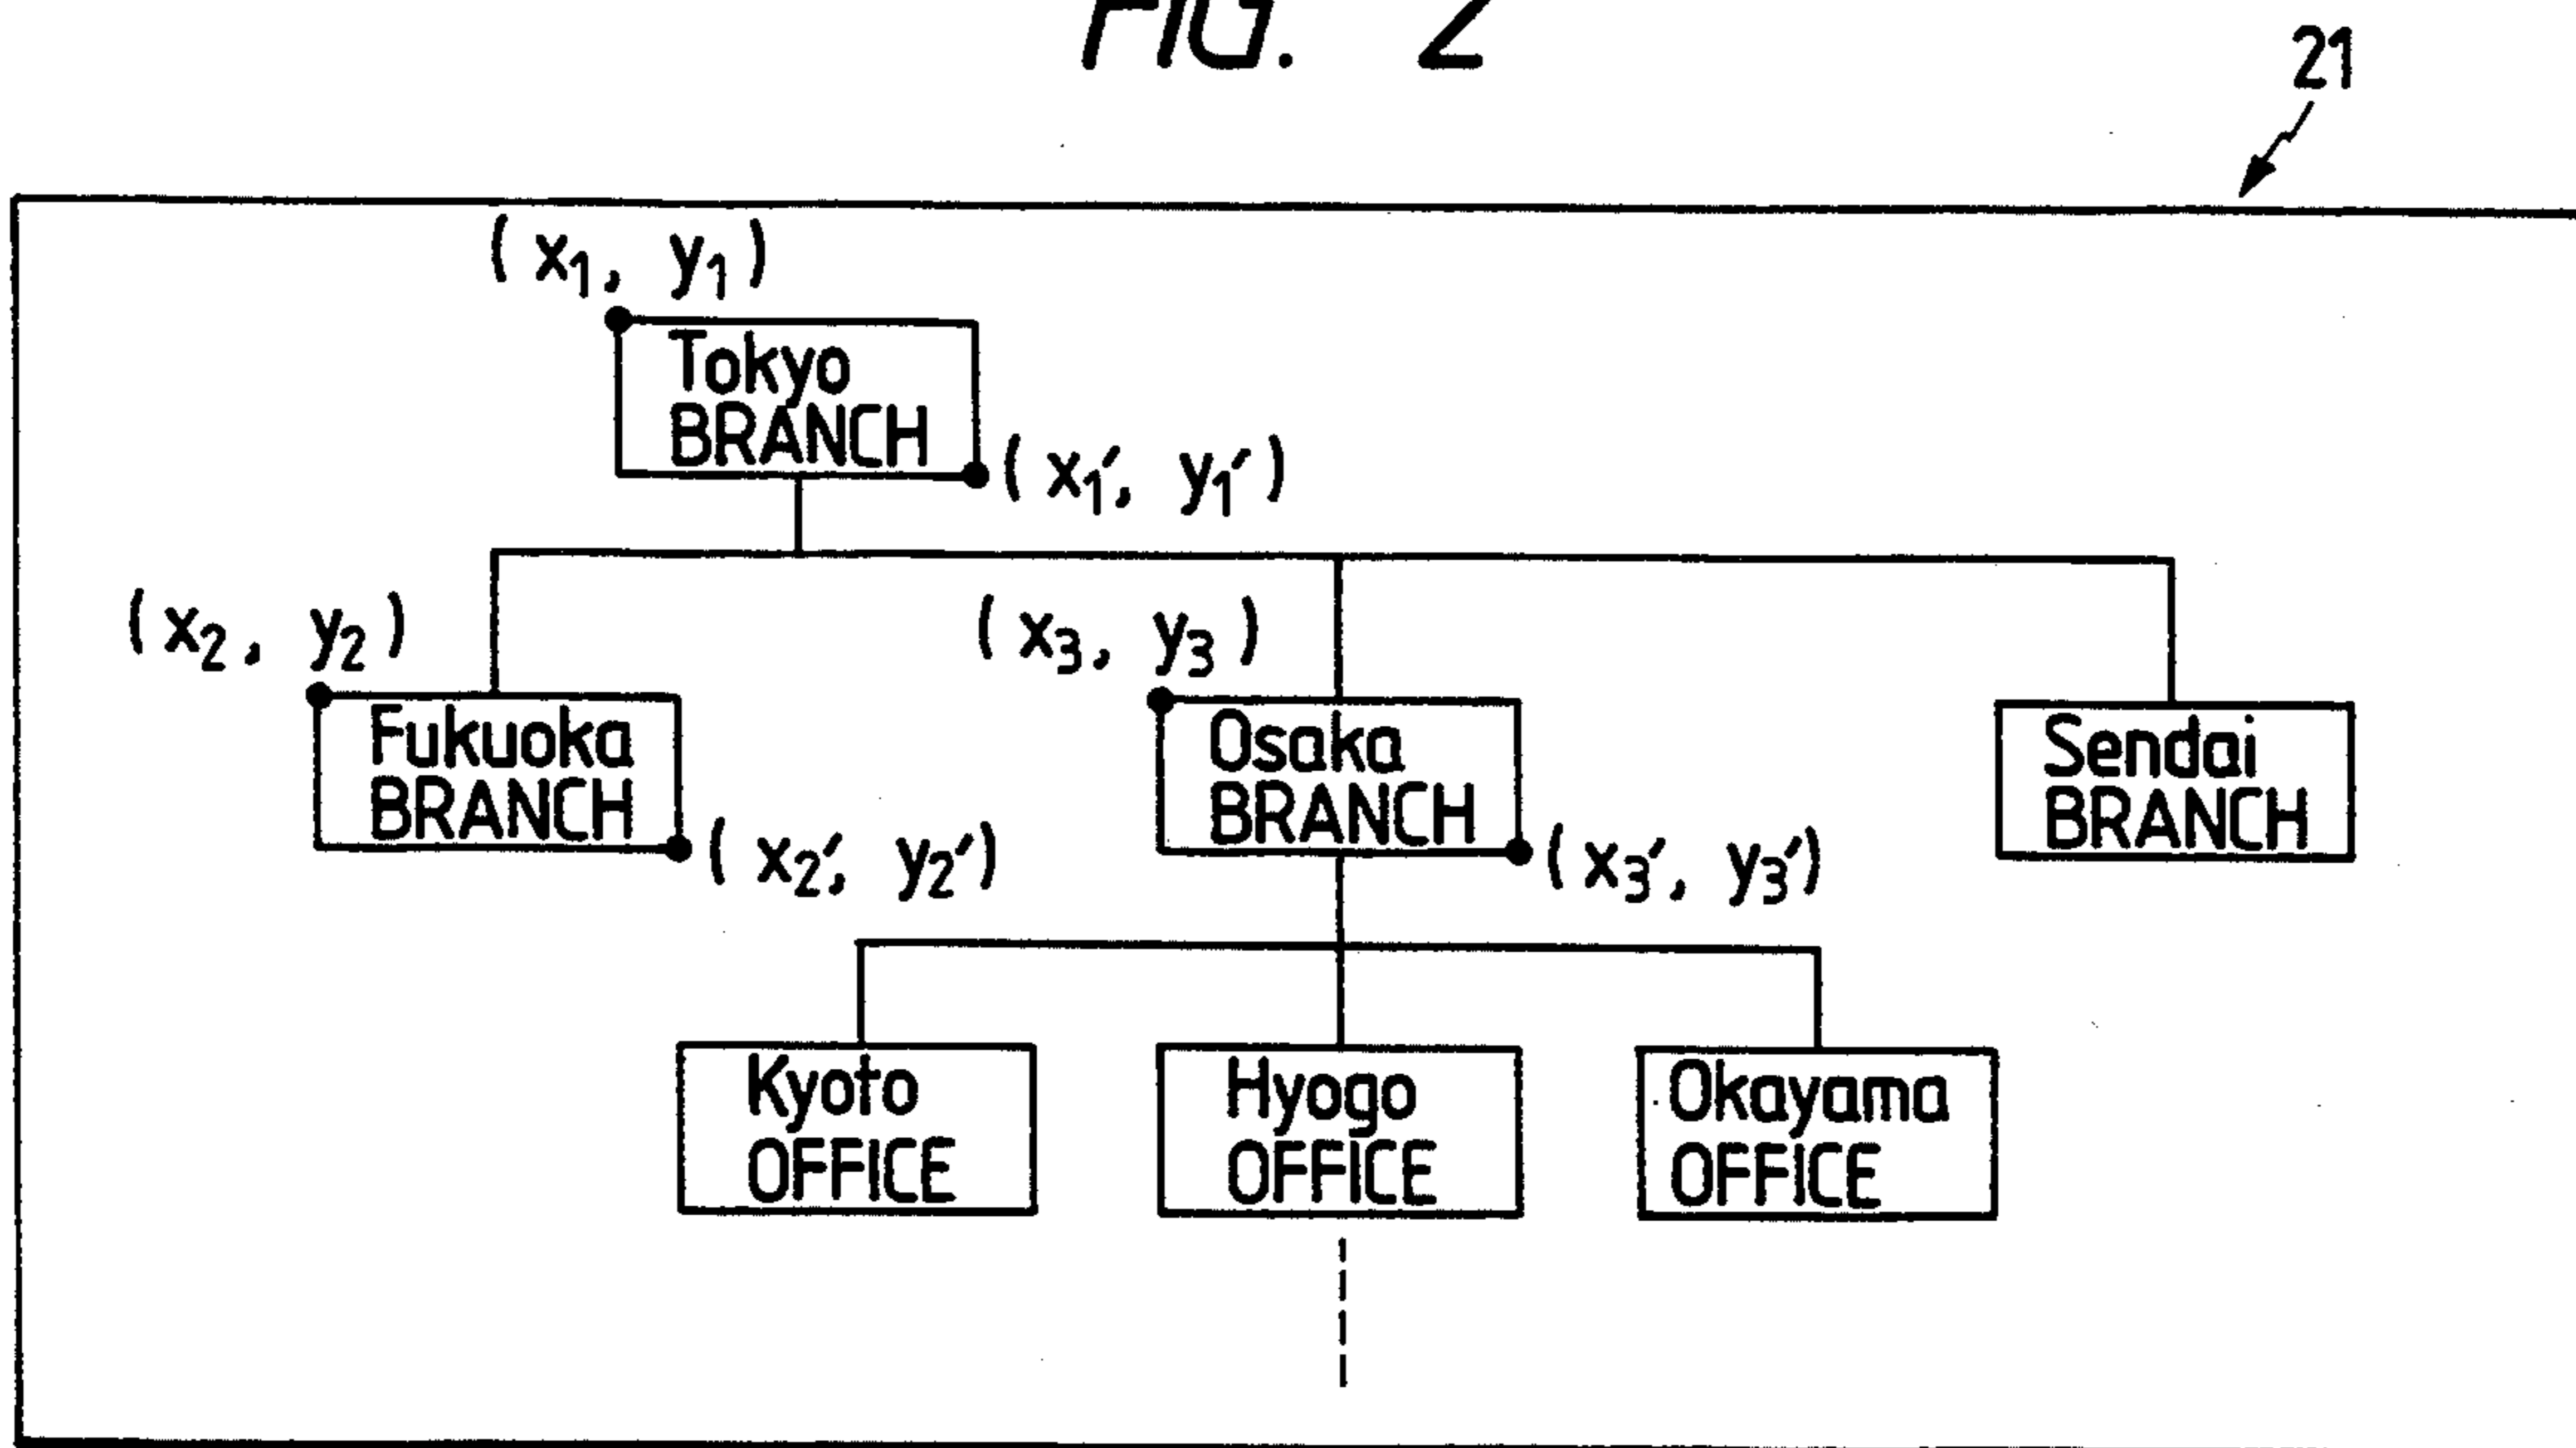 FIG. 2
21
(x₁, y₁)
Tokyo
BRANCH
(x₁′, y₁′)
(x₂, y₂)
(x₃, y₃)
Fukuoka
BRANCH
(x₂′, y₂′)
Osaka
BRANCH
(x₃′, y₃′)
Sendai
BRANCH
Kyoto
OFFICE
Hyogo
OFFICE
Okayama
OFFICE